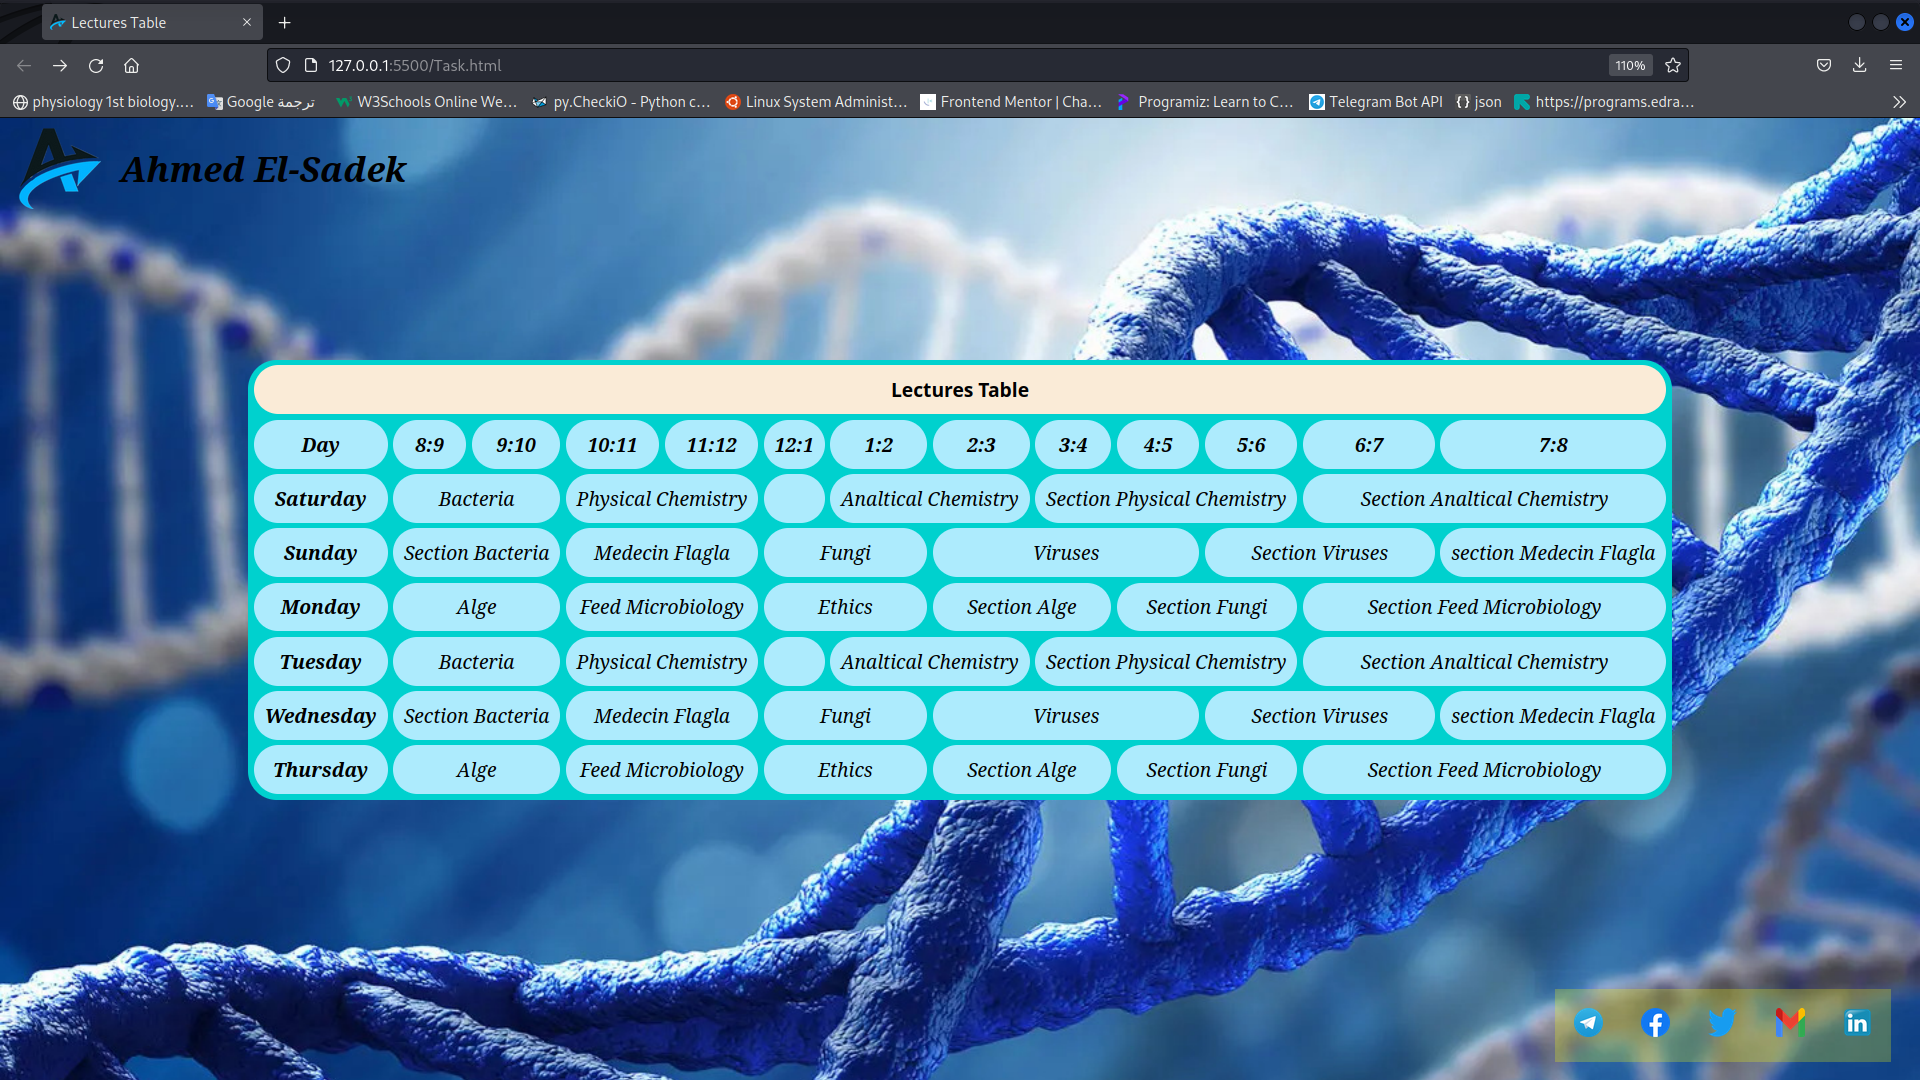 Lectures Table
127.0.0.1:5500/Task.html
110%
physiology 1st biology.…
Google ترجمة
W3Schools Online We…
py.CheckiO - Python c…
Linux System Administ…
Frontend Mentor | Cha…
Programiz: Learn to C…
Telegram Bot API
json
https://programs.edra…
Ahmed El-Sadek
Lectures Table
Day 8:9 9:10 10:11 11:12 12:1 1:2 2:3 3:4 4:5 5:6 6:7 7:8
Saturday Bacteria Physical Chemistry Analtical Chemistry Section Physical Chemistry Section Analtical Chemistry
Sunday Section Bacteria Medecin Flagla Fungi Viruses Section Viruses section Medecin Flagla
Monday Alge Feed Microbiology Ethics Section Alge Section Fungi Section Feed Microbiology
Tuesday Bacteria Physical Chemistry Analtical Chemistry Section Physical Chemistry Section Analtical Chemistry
Wednesday Section Bacteria Medecin Flagla Fungi Viruses Section Viruses section Medecin Flagla
Thursday Alge Feed Microbiology Ethics Section Alge Section Fungi Section Feed Microbiology